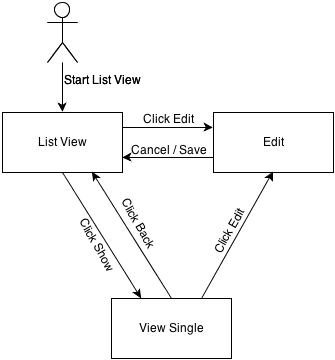 Start List View
Click Edit
List View
Edit
Cancel / Save
Click Back
Click Show
Click Edit
View Single